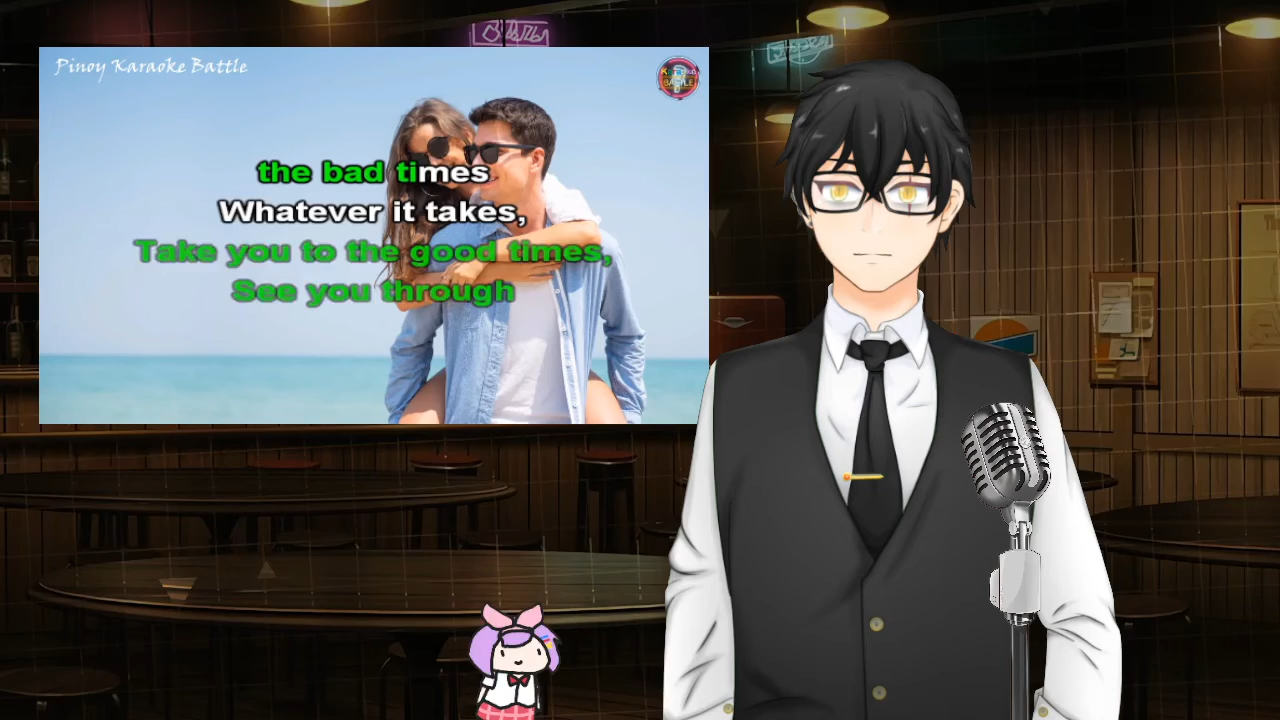 Pinoy Karaoke Battle
the bad times
Whatever it takes,
Take you to the good times,
See you through